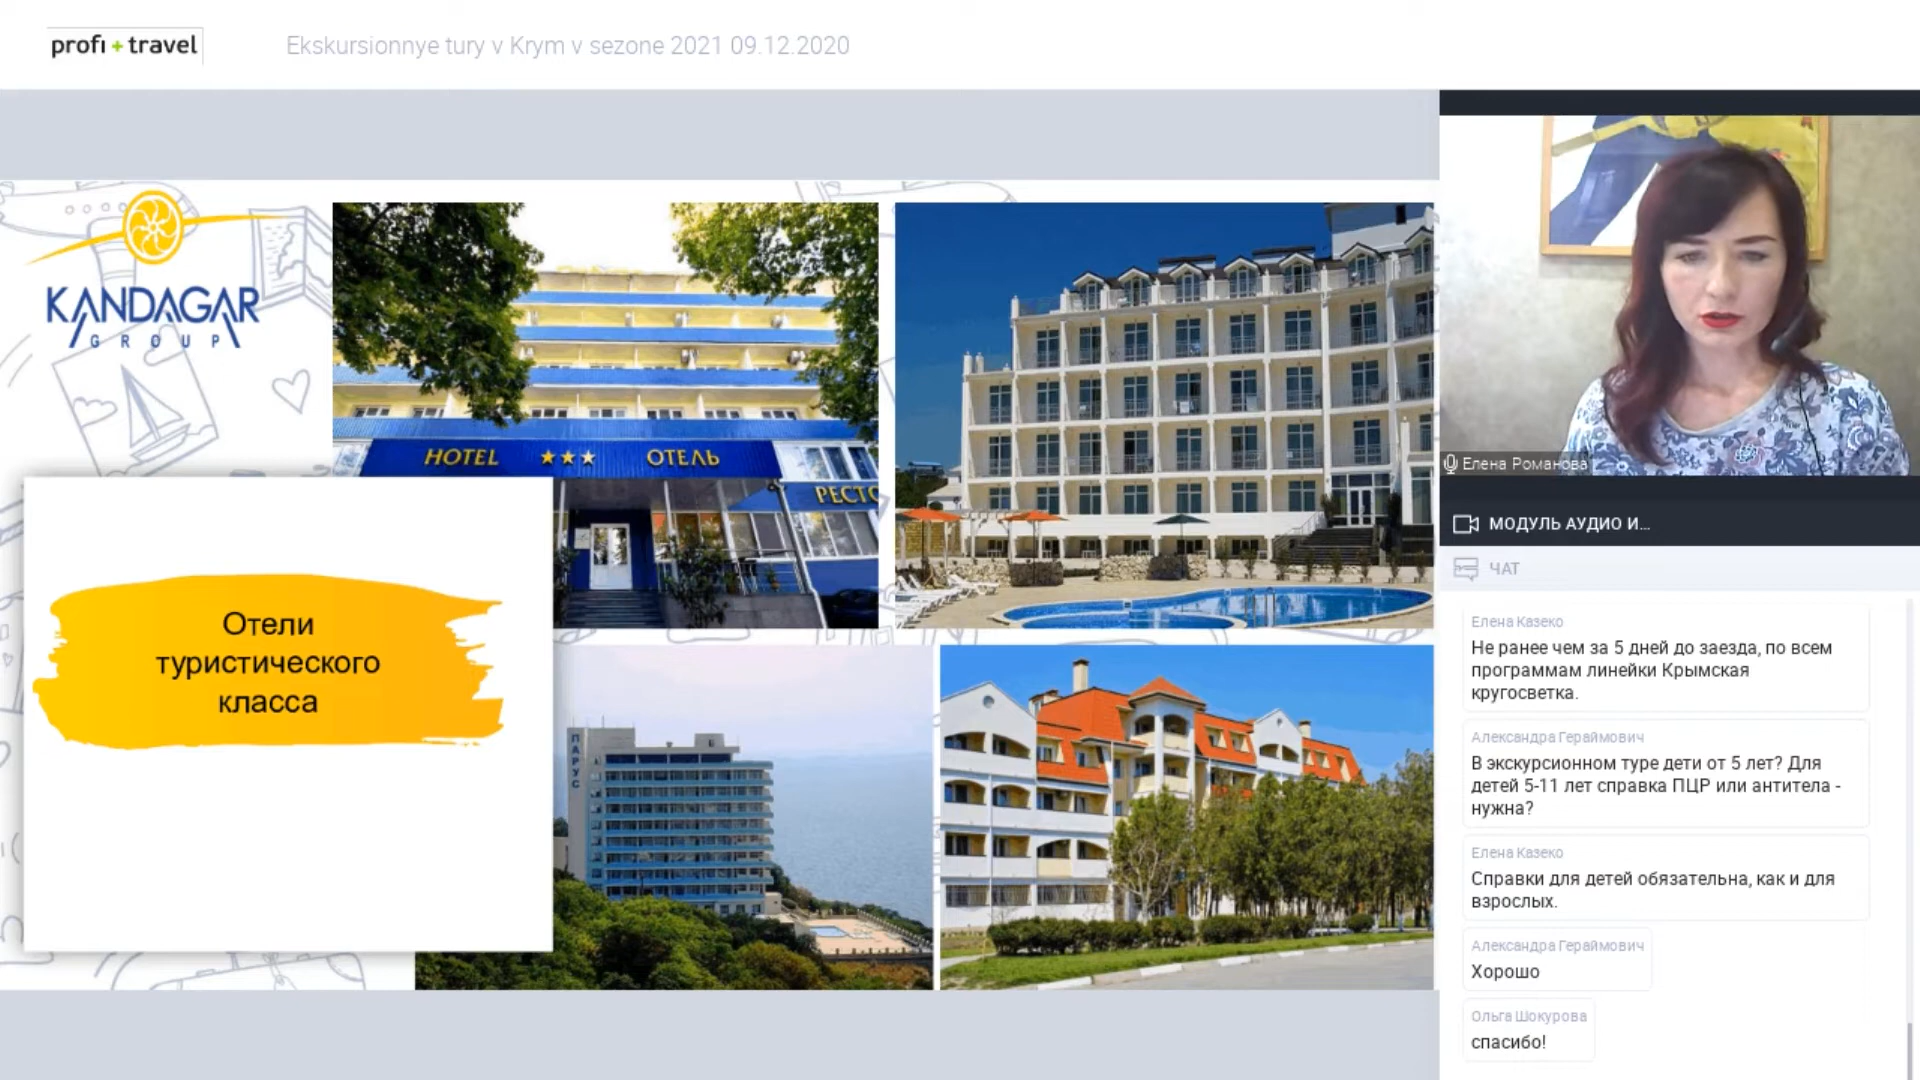 profi + travel
Ekskursionnye tury v Krym v sezone 2021 09.12.2020
KANDAGAR
GROUP
HOTEL ★★★ ОТЕЛЬ
РЕСТО
Отели
туристического
класса
ПАРУС
Елена Романова
МОДУЛЬ АУДИО И...
ЧАТ
Елена Казеко
Не ранее чем за 5 дней до заезда, по всем
программам линейки Крымская
кругосветка.
Александра Гераймович
В экскурсионном туре дети от 5 лет? Для
детей 5-11 лет справка ПЦР или антитела -
нужна?
Елена Казеко
Справки для детей обязательна, как и для
взрослых.
Александра Гераймович
Хорошо
Ольга Шокурова
спасибо!